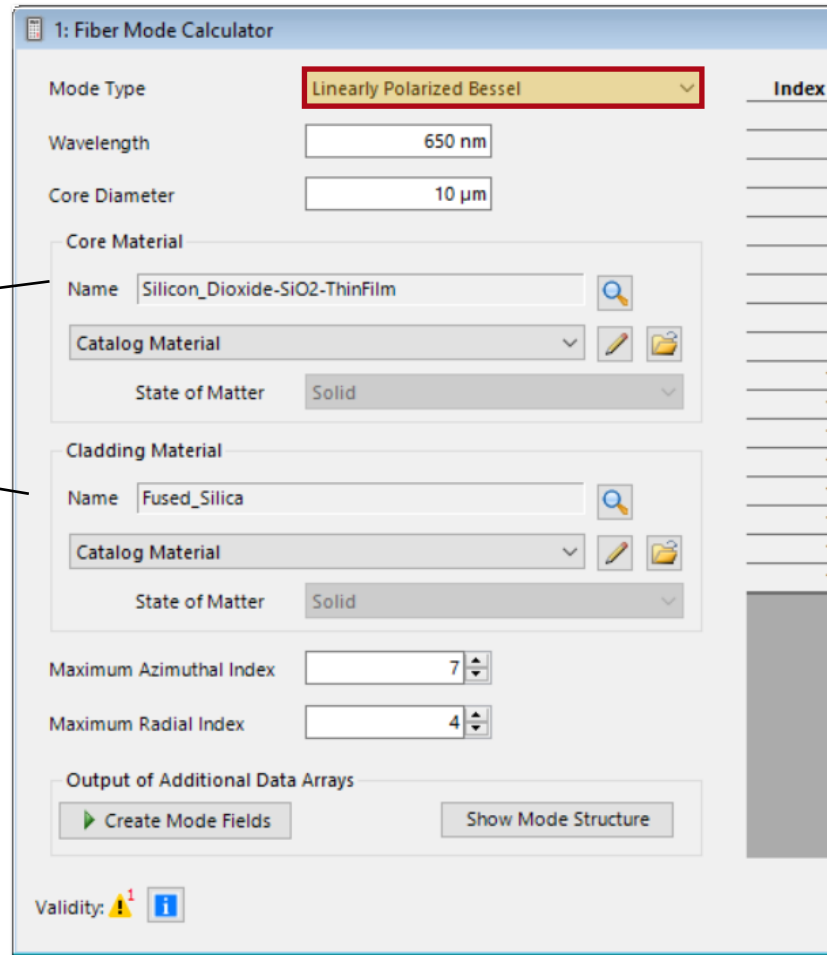 1: Fiber Mode Calculator
Mode Type Linearly Polarized Bessel
Index
Wavelength 650 nm
Core Diameter 10 µm
Core Material
Name Silicon_Dioxide-SiO2-ThinFilm
Catalog Material
State of Matter Solid
Cladding Material
Name Fused_Silica
Catalog Material
State of Matter Solid
Maximum Azimuthal Index 7
Maximum Radial Index 4
Output of Additional Data Arrays
Create Mode Fields Show Mode Structure
Validity: 1